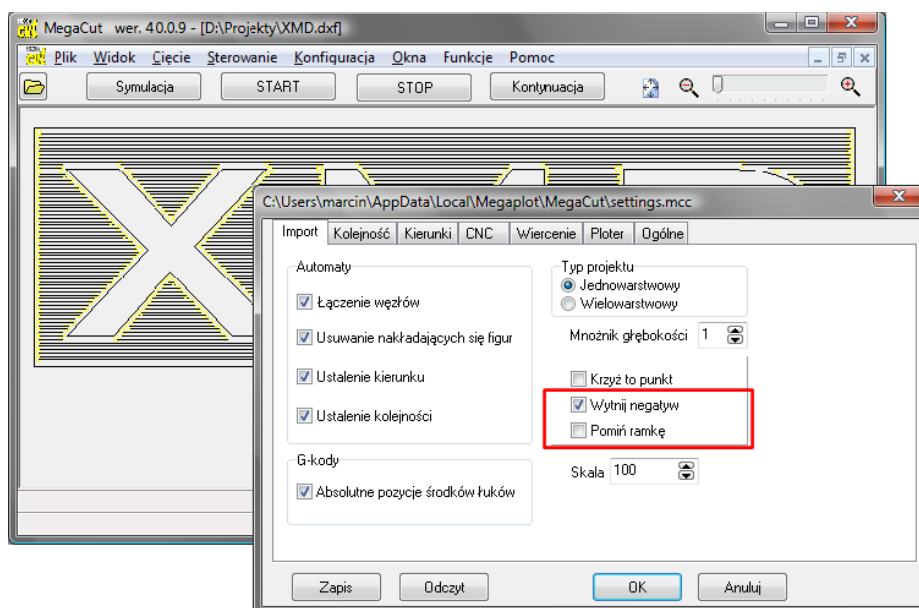 MegaCut wer. 40.0.9 - [D:\Projekty\XMD.dxf]
Plik Widok Cięcie Sterowanie Konfiguracja Okna Funkcje Pomoc
Symulacja START STOP Kontynuacja
C:\Users\marcin\AppData\Local\Megaplot\MegaCut\settings.mcc
Import Kolejność Kierunki CNC Wiercenie Ploter Ogólne
Automaty
Łączenie węzłów
Usuwanie nakładających się figur
Ustalenie kierunku
Ustalenie kolejności
G-kody
Absolutne pozycje środków łuków
Typ projektu
Jednowarstwowy
Wielowarstwowy
Mnożnik głębokości 1
Krzyż to punkt
Wytnij negatyw
Pomiń ramkę
Skala 100
Zapis Odczyt OK Anuluj